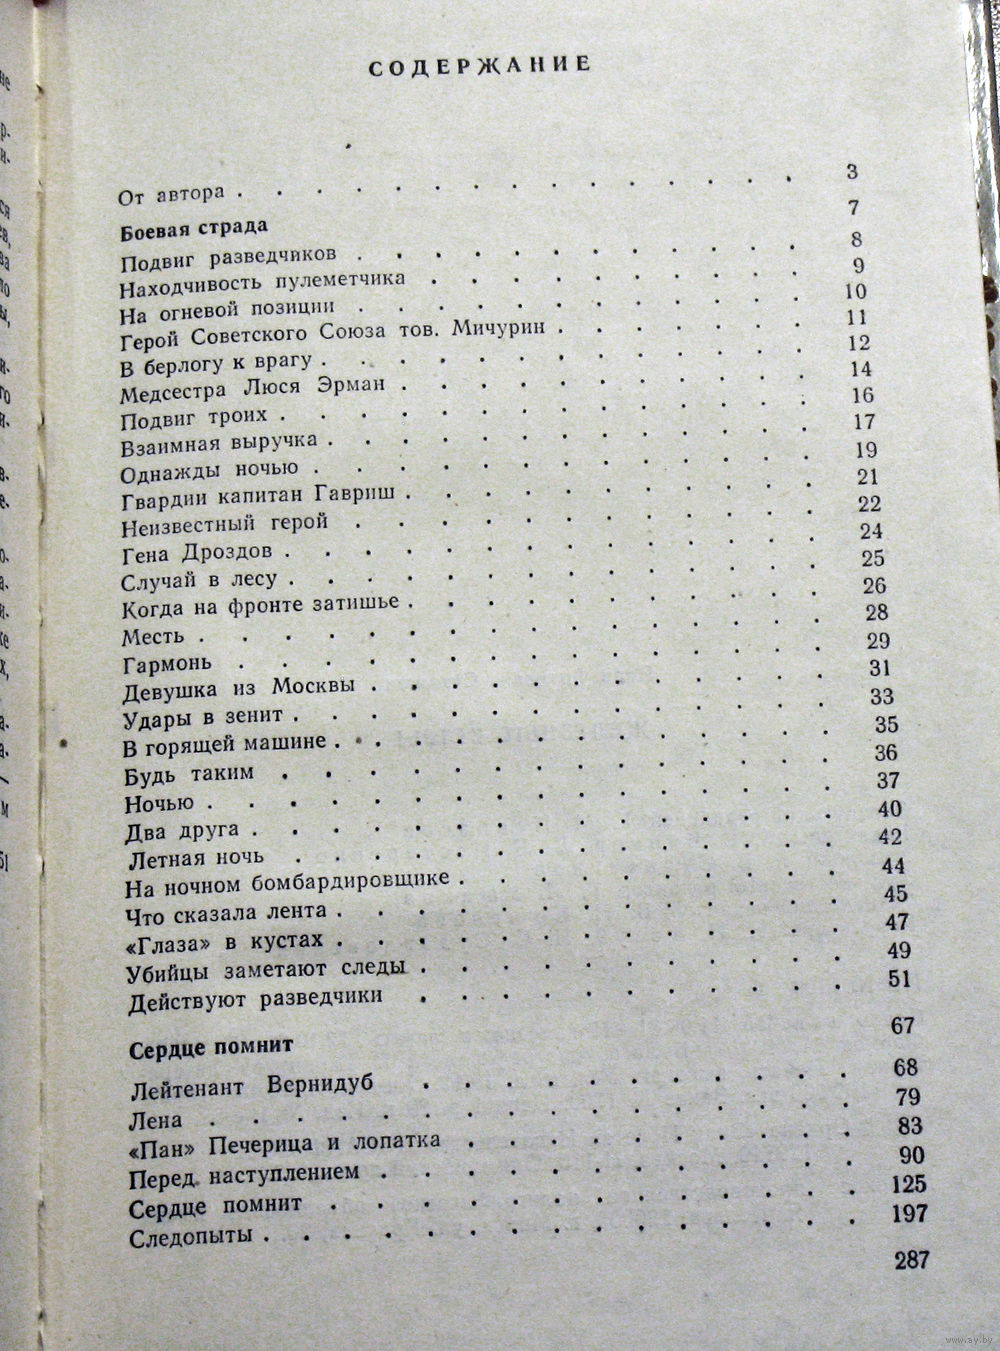 СОДЕРЖАНИЕ
От автора . . . . . . . . . . . . . . . 3
Боевая страда 7
Подвиг разведчиков . . . . . . . . . . . . 8
Находчивость пулеметчика . . . . . . . . . . 9
На огневой позиции . . . . . . . . . . . . 10
Герой Советского Союза тов. Мичурин . . . . . . . 11
В берлогу к врагу . . . . . . . . . . . . . 12
Медсестра Люся Эрман . . . . . . . . . . . 14
Подвиг троих . . . . . . . . . . . . . . 16
Взаимная выручка . . . . . . . . . . . . . 17
Однажды ночью . . . . . . . . . . . . . 19
Гвардии капитан Гавриш . . . . . . . . . . . 21
Неизвестный герой . . . . . . . . . . . . 22
Гена Дроздов . . . . . . . . . . . . . . 24
Случай в лесу . . . . . . . . . . . . . . 25
Когда на фронте затишье . . . . . . . . . . . 26
Месть . . . . . . . . . . . . . . . . 28
Гармонь . . . . . . . . . . . . . . . 29
Девушка из Москвы . . . . . . . . . . . . 31
Удары в зенит . . . . . . . . . . . . . . 33
В горящей машине . . . . . . . . . . . . . 35
Будь таким . . . . . . . . . . . . . . 36
Ночью . . . . . . . . . . . . . . . . 37
Два друга . . . . . . . . . . . . . . . 40
Летная ночь . . . . . . . . . . . . . . 42
На ночном бомбардировщике . . . . . . . . . . 44
Что сказала лента . . . . . . . . . . . . . 45
«Глаза» в кустах . . . . . . . . . . . . . 47
Убийцы заметают следы . . . . . . . . . . . 49
Действуют разведчики . . . . . . . . . . . 51
Сердце помнит 67
Лейтенант Вернидуб . . . . . . . . . . . 68
Лена . . . . . . . . . . . . . . . . 79
«Пан» Печерица и лопатка . . . . . . . . . . 83
Перед наступлением . . . . . . . . . . . . 90
Сердце помнит . . . . . . . . . . . . . 125
Следопыты . . . . . . . . . . . . . . . 197
287
www.ay.by